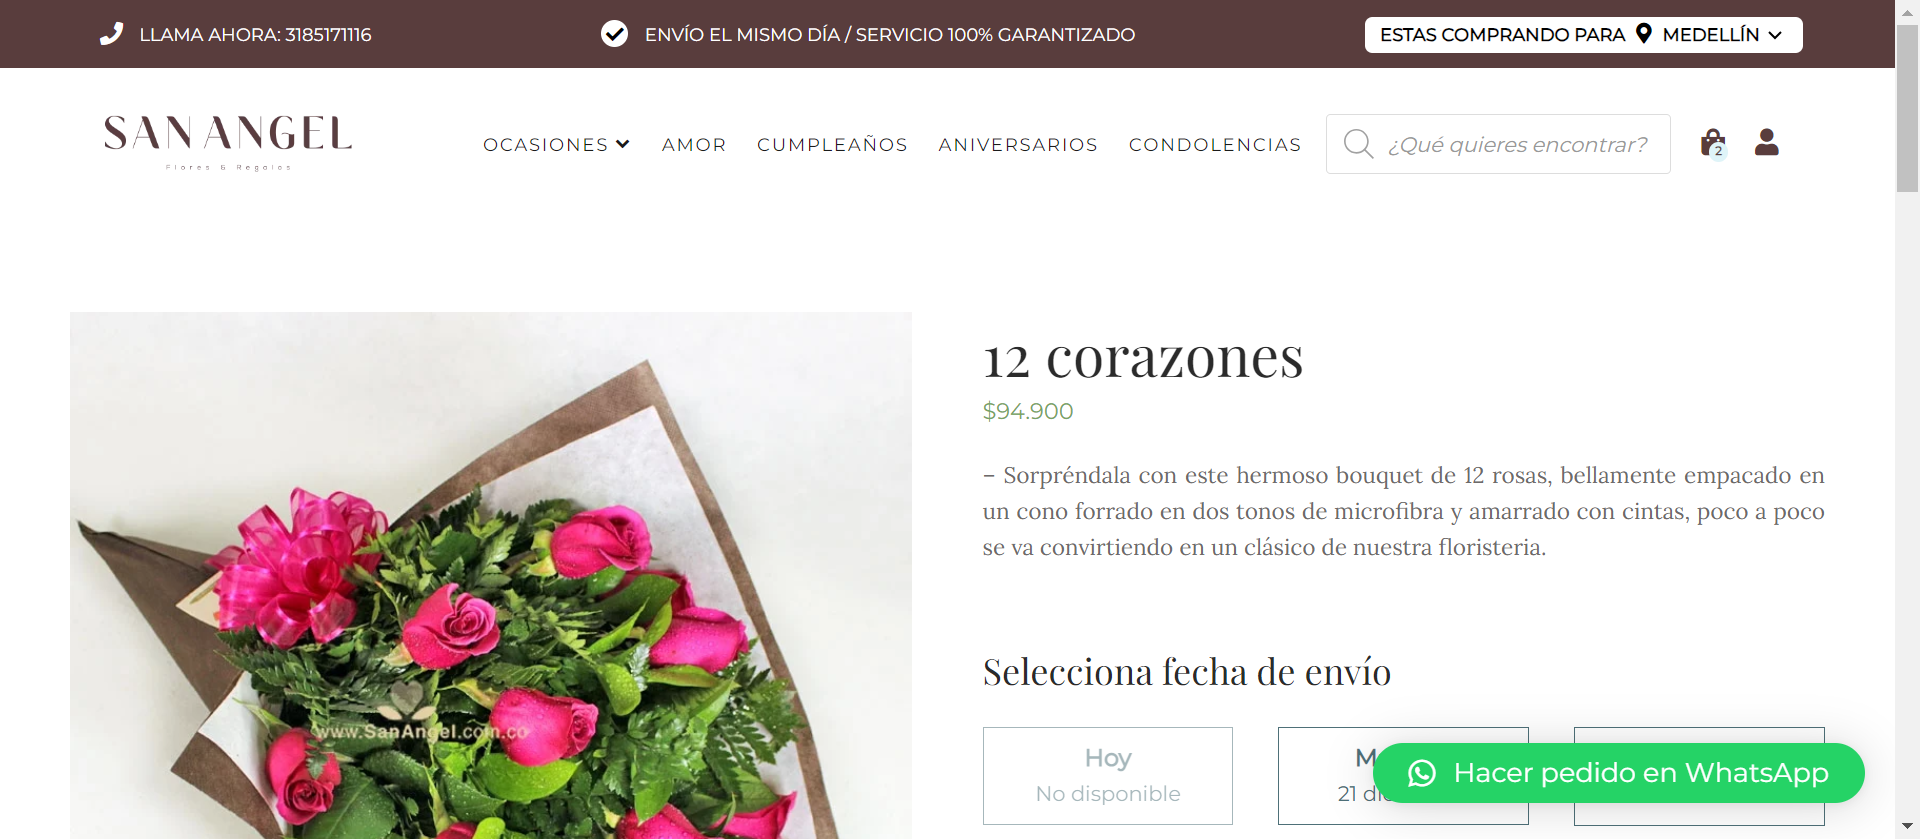 LLAMA AHORA: 3185171116
ENVÍO EL MISMO DÍA / SERVICIO 100% GARANTIZADO
ESTAS COMPRANDO PARA MEDELLÍN
SAN ANGEL
Flores & Regalos
OCASIONES AMOR CUMPLEAÑOS ANIVERSARIOS CONDOLENCIAS
¿Qué quieres encontrar?
2
12 corazones
$94.900
– Sorpréndala con este hermoso bouquet de 12 rosas, bellamente empacado en
un cono forrado en dos tonos de microfibra y amarrado con cintas, poco a poco
se va convirtiendo en un clásico de nuestra floristeria.
www.SanAngel.com.co
Selecciona fecha de envío
Hoy
No disponible
21
Hacer pedido en WhatsApp